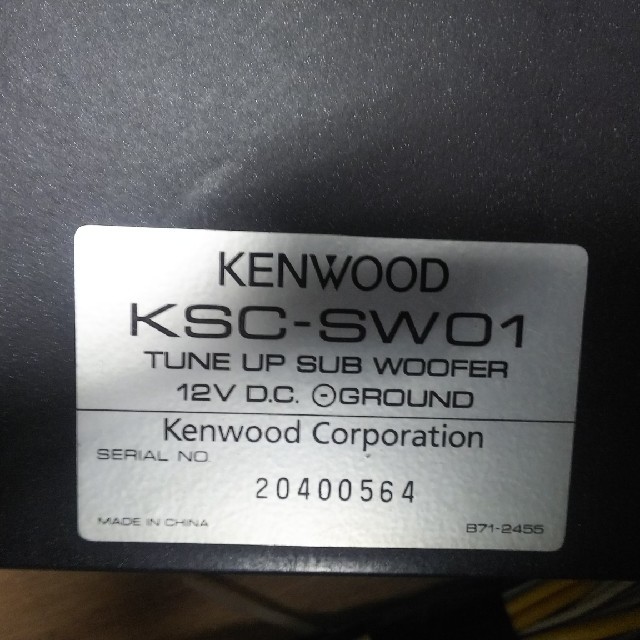 KENWOOD
KSC-SW01
TUNE UP SUB WOOFER
12V D.C. ⊖GROUND
Kenwood Corporation
SERIAL NO.
20400564
MADE IN CHINA B71-2455